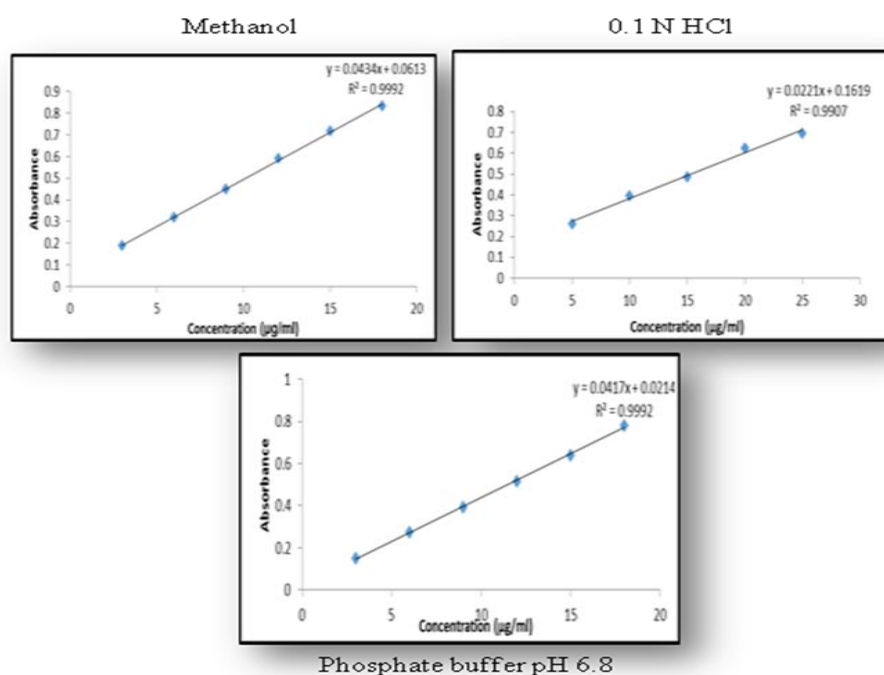 Methanol
y = 0.0434x + 0.0613
R² = 0.9992
0.9
0.8
0.7
0.6
0.5
0.4
0.3
0.2
0.1
0
Absorbance
0 5 10 15 20
Concentration (µg/ml)
0.1 N HCl
y = 0.0221x + 0.1619
R² = 0.9907
0.8
0.7
0.6
0.5
0.4
0.3
0.2
0.1
0
Absorbance
0 5 10 15 20 25 30
Concentration (µg/ml)
y = 0.0417x + 0.0214
R² = 0.9992
1
0.8
0.6
0.4
0.2
0
Absorbance
0 5 10 15 20
Concentration (µg/ml)
Phosphate buffer pH 6.8